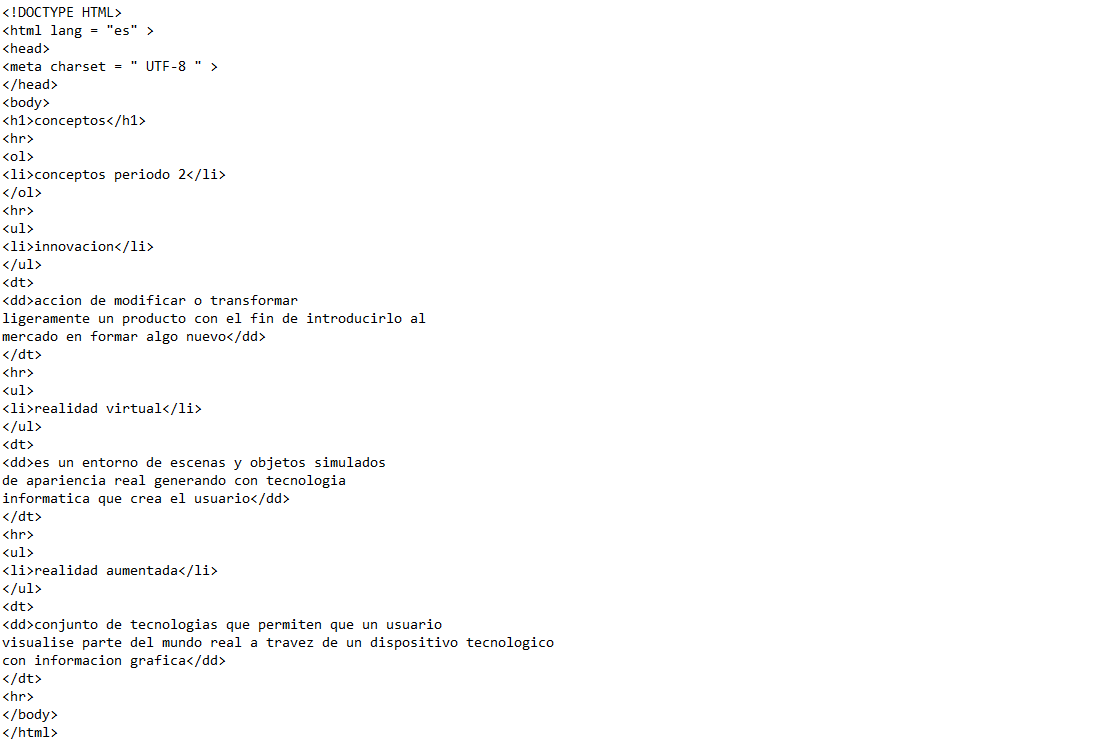 <!DOCTYPE HTML>
<html lang = "es" >
<head>
<meta charset = " UTF-8 " >
</head>
<body>
<h1>conceptos</h1>
<hr>
<ol>
<li>conceptos periodo 2</li>
</ol>
<hr>
<ul>
<li>innovacion</li>
</ul>
<dt>
<dd>accion de modificar o transformar
ligeramente un producto con el fin de introducirlo al
mercado en formar algo nuevo</dd>
</dt>
<hr>
<ul>
<li>realidad virtual</li>
</ul>
<dt>
<dd>es un entorno de escenas y objetos simulados
de apariencia real generando con tecnologia
informatica que crea el usuario</dd>
</dt>
<hr>
<ul>
<li>realidad aumentada</li>
</ul>
<dt>
<dd>conjunto de tecnologias que permiten que un usuario
visualise parte del mundo real a travez de un dispositivo tecnologico
con informacion grafica</dd>
</dt>
<hr>
</body>
</html>